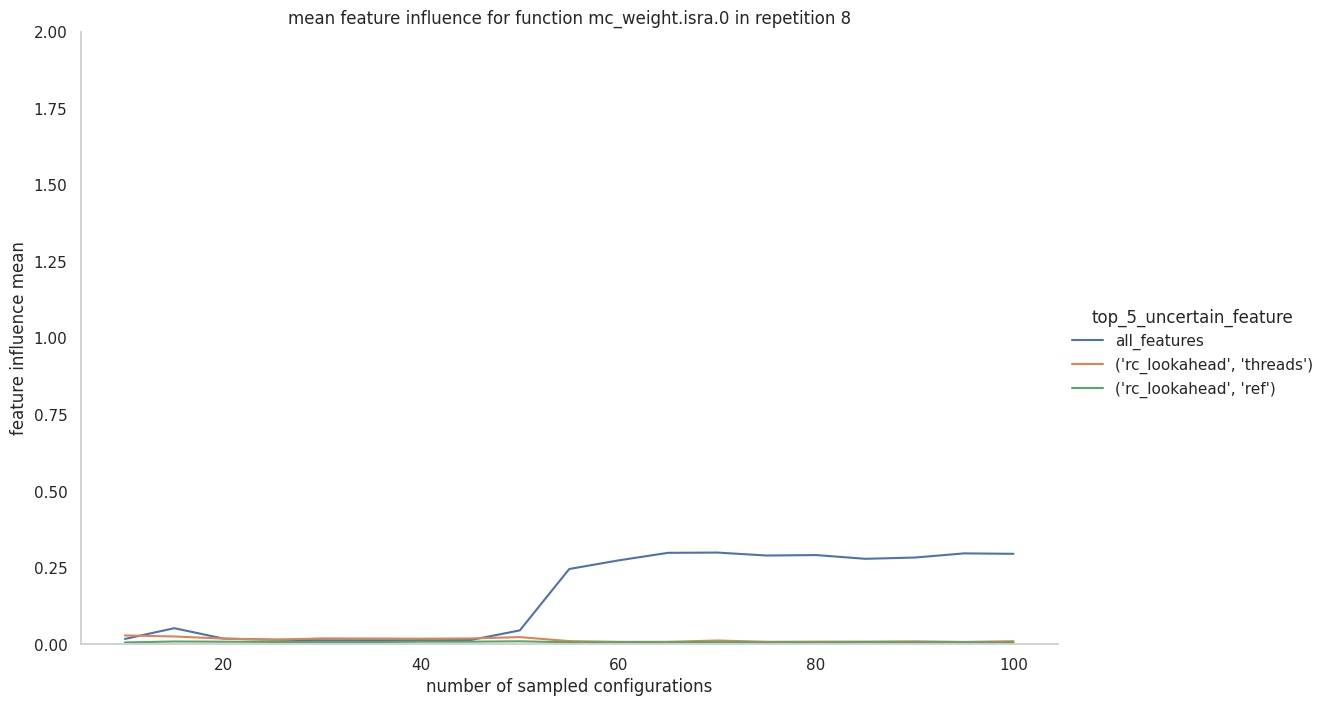 mean feature influence for function mc_weight.isra.0 in repetition 8
2.00
1.75
1.50
1.25
1.00
0.75
0.50
0.25
0.00
feature influence mean
20
40
60
80
100
number of sampled configurations
top_5_uncertain_feature
all_features
('rc_lookahead', 'threads')
('rc_lookahead', 'ref')